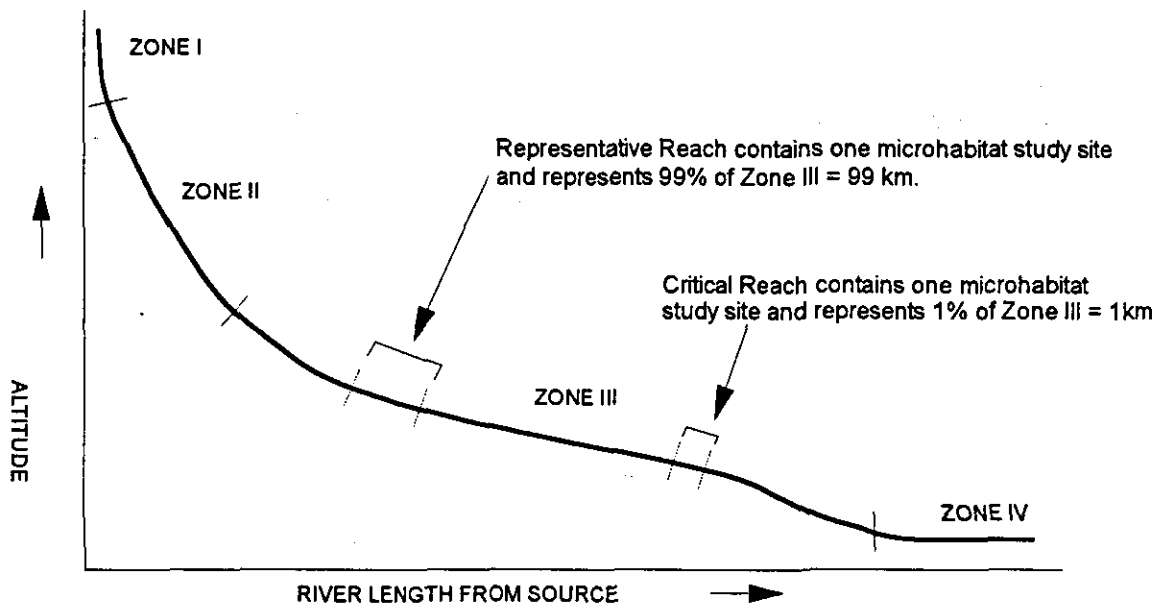 ZONE I
Representative Reach contains one microhabitat study site
and represents 99% of Zone III = 99 km.
ZONE II
Critical Reach contains one microhabitat
study site and represents 1% of Zone III = 1km
ZONE III
ALTITUDE
ZONE IV
RIVER LENGTH FROM SOURCE